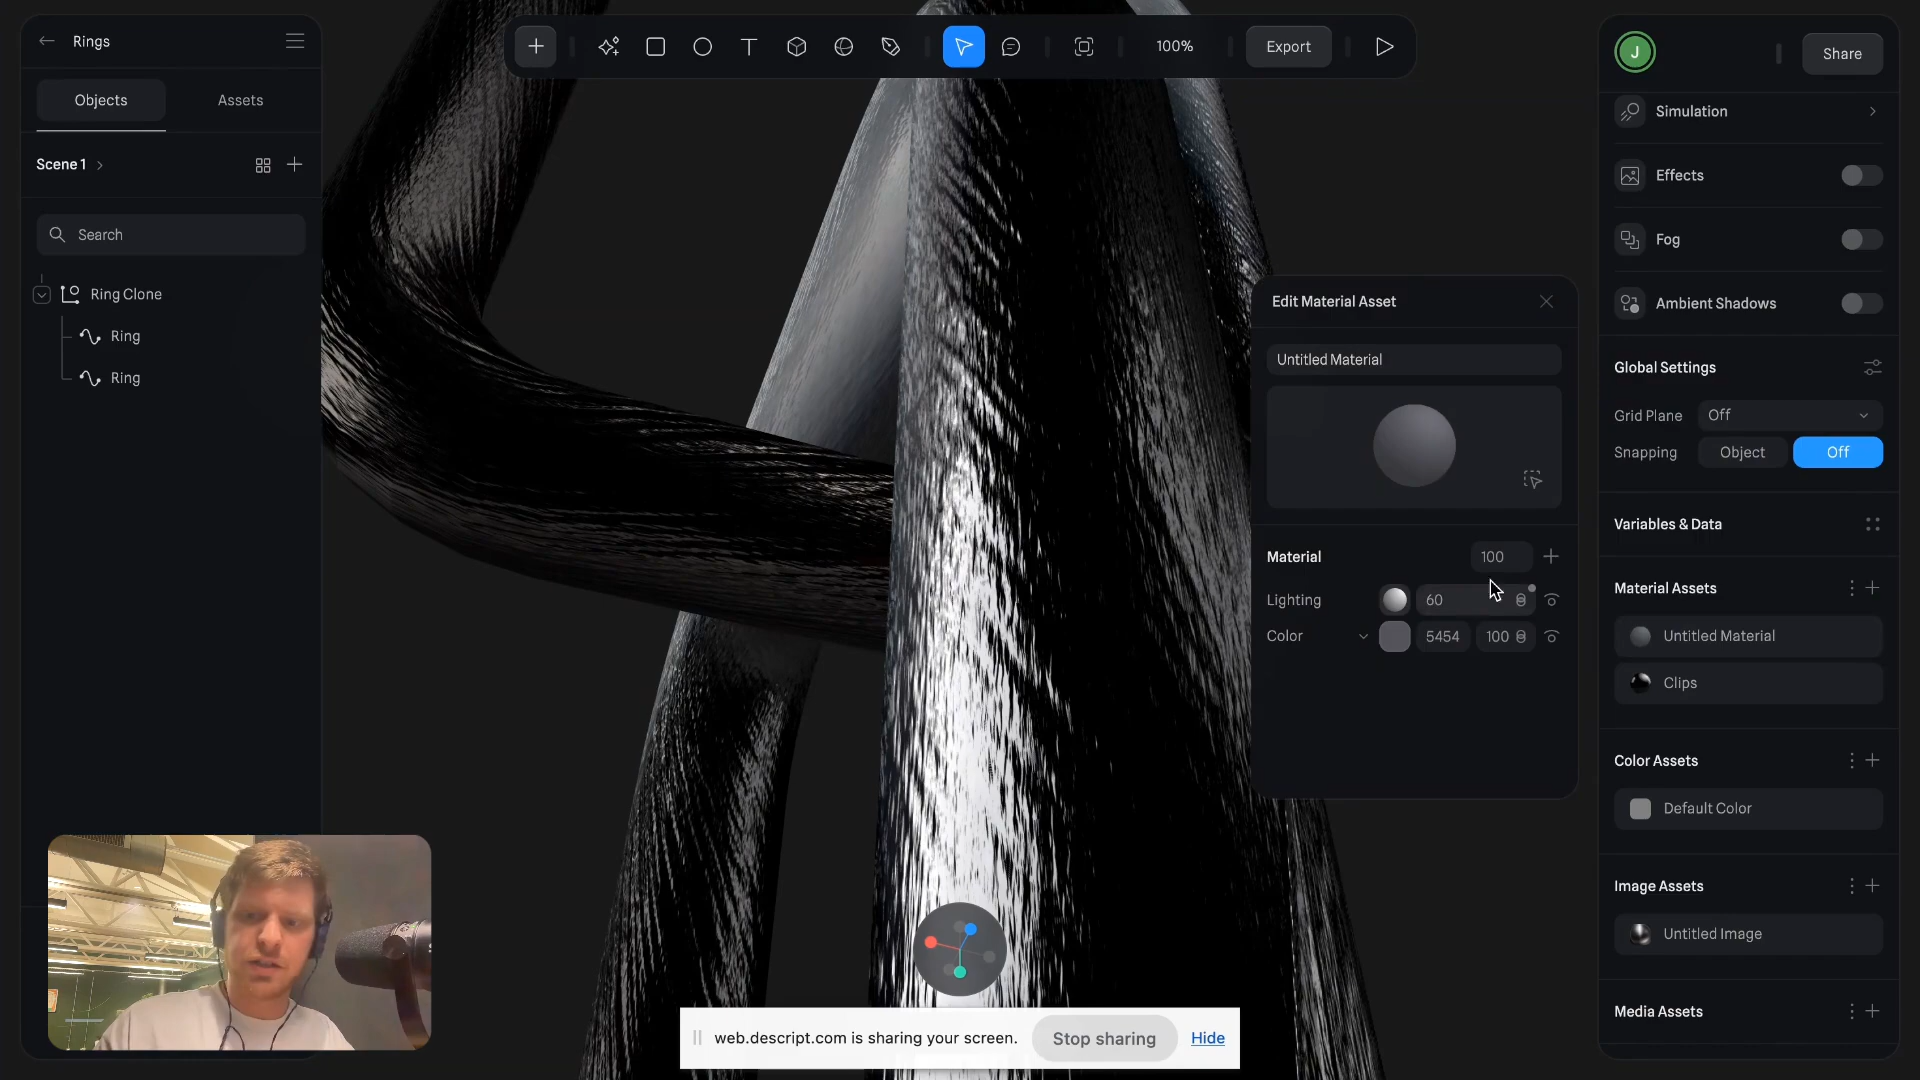 Rings
Objects
Assets
Scene 1
Search
Ring Clone
Ring
Ring
100%
Export
J
Share
Simulation
Effects
Fog
Ambient Shadows
Global Settings
Grid Plane
Off
Snapping
Object
Off
Variables & Data
Material Assets
Untitled Material
Clips
Color Assets
Default Color
Image Assets
Untitled Image
Media Assets
Edit Material Asset
Untitled Material
Material
100
Lighting
60
Color
5454
100
web.descript.com is sharing your screen.
Stop sharing
Hide